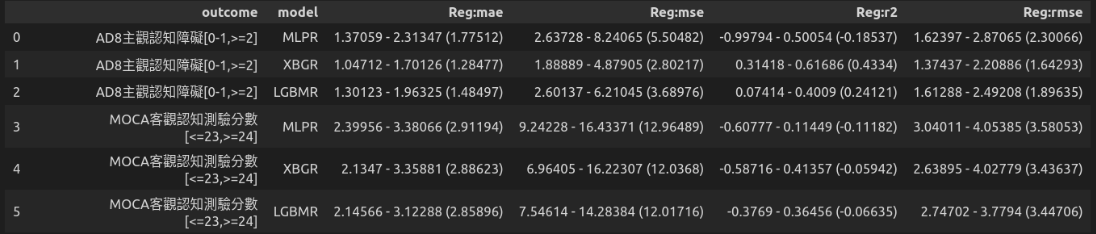 outcome model Reg:mae Reg:mse Reg:r2 Reg:rmse
0 AD8主觀認知障礙[0-1,>=2] MLPR 1.37059 - 2.31347 (1.77512) 2.63728 - 8.24065 (5.50482) -0.99794 - 0.50054 (-0.18537) 1.62397 - 2.87065 (2.30066)
1 AD8主觀認知障礙[0-1,>=2] XBGR 1.04712 - 1.70126 (1.28477) 1.88889 - 4.87905 (2.80217) 0.31418 - 0.61686 (0.4334) 1.37437 - 2.20886 (1.64293)
2 AD8主觀認知障礙[0-1,>=2] LGBMR 1.30123 - 1.96325 (1.48497) 2.60137 - 6.21045 (3.68976) 0.07414 - 0.4009 (0.24121) 1.61288 - 2.49208 (1.89635)
3 MOCA客觀認知測驗分數 MLPR 2.39956 - 3.38066 (2.91194) 9.24228 - 16.43371 (12.96489) -0.60777 - 0.11449 (-0.11182) 3.04011 - 4.05385 (3.58053)
[<=23,>=24]
4 MOCA客觀認知測驗分數 XBGR 2.1347 - 3.35881 (2.88623) 6.96405 - 16.22307 (12.0368) -0.58716 - 0.41357 (-0.05942) 2.63895 - 4.02779 (3.43637)
[<=23,>=24]
5 MOCA客觀認知測驗分數 LGBMR 2.14566 - 3.12288 (2.85896) 7.54614 - 14.28384 (12.01716) -0.3769 - 0.36456 (-0.06635) 2.74702 - 3.7794 (3.44706)
[<=23,>=24]